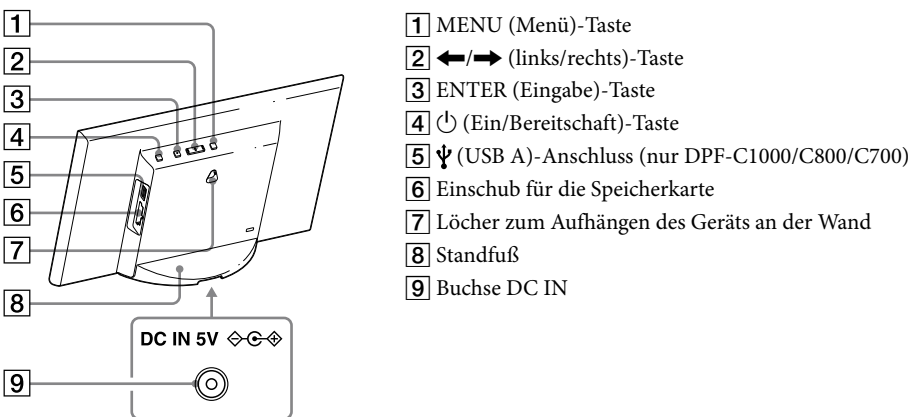 1
2
3
4
5
6
7
8
DC IN 5V
9
1 MENU (Menü)-Taste
2 ←/→ (links/rechts)-Taste
3 ENTER (Eingabe)-Taste
4 ⏻ (Ein/Bereitschaft)-Taste
5 (USB A)-Anschluss (nur DPF-C1000/C800/C700)
6 Einschub für die Speicherkarte
7 Löcher zum Aufhängen des Geräts an der Wand
8 Standfuß
9 Buchse DC IN